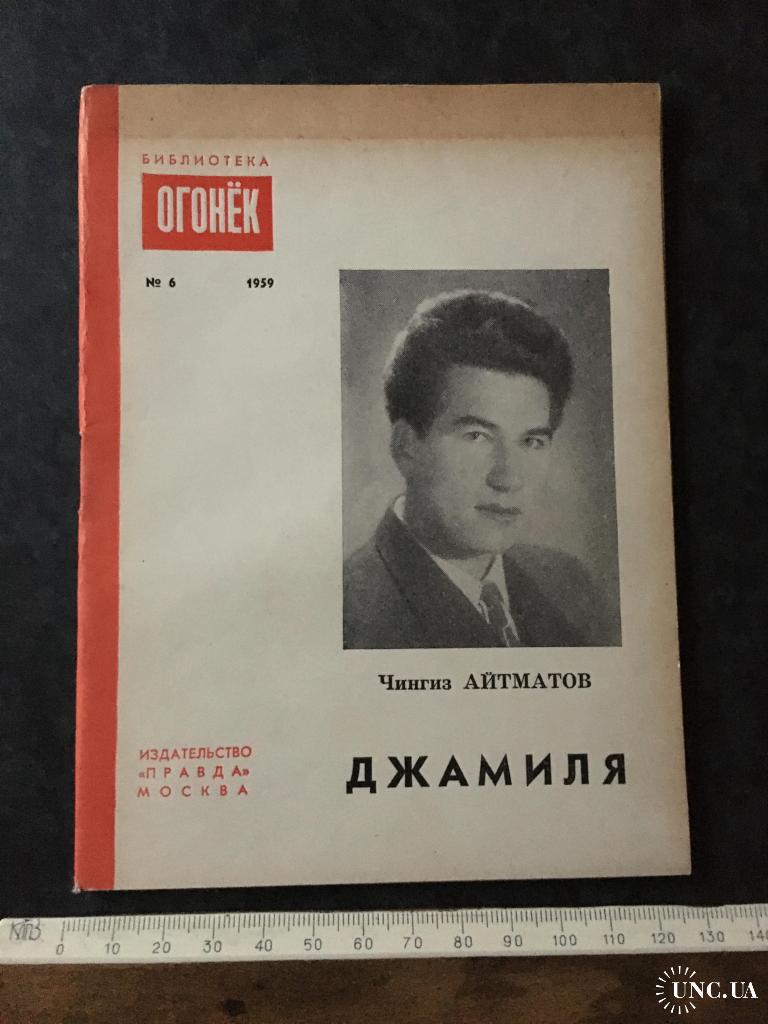 БИБЛИОТЕКА
ОГОНЁК
№ 6 1959
Чингиз АЙТМАТОВ
ИЗДАТЕЛЬСТВО
«ПРАВДА»
МОСКВА
ДЖАМИЛЯ
0 10 20 30 40 50 60 70 80 90 100 110 120 130 140
UNC.UA